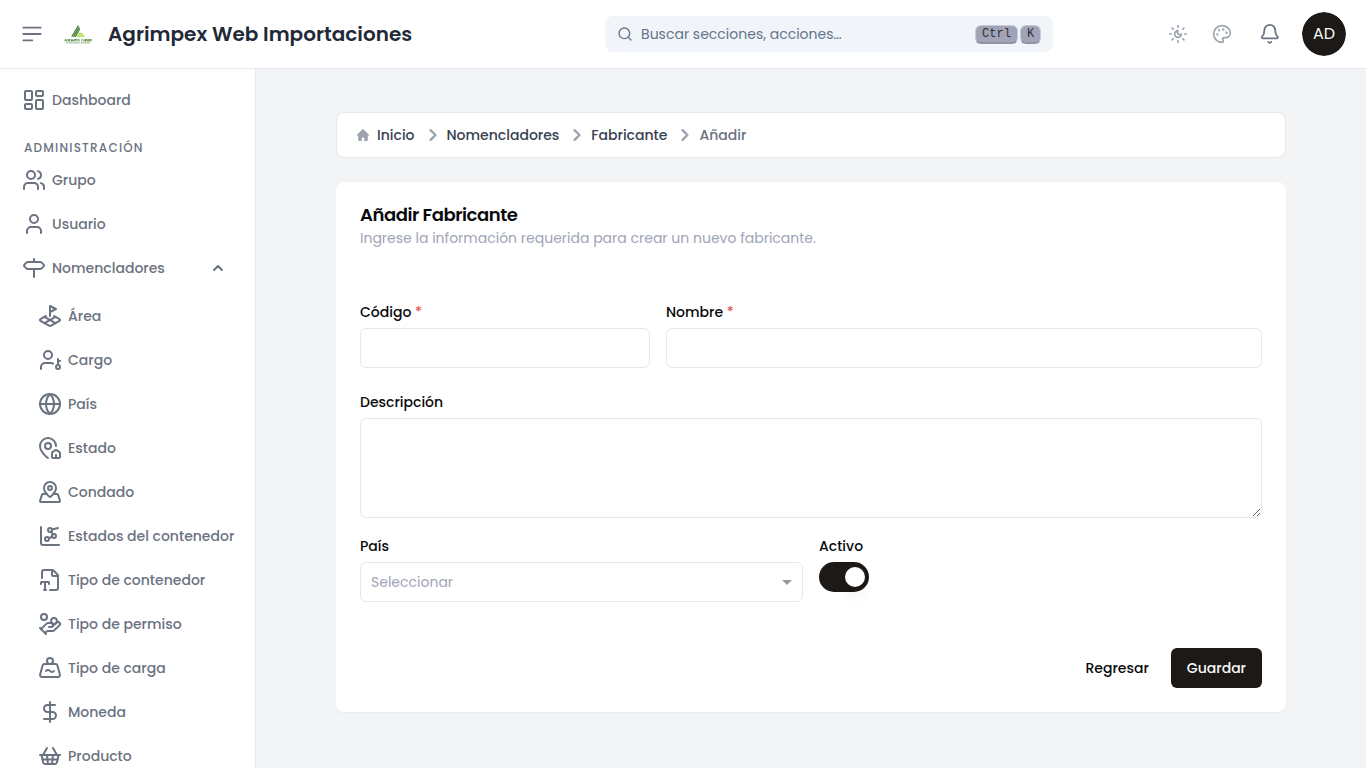 Agrimpex Web Importaciones
Buscar secciones, acciones...
Ctrl K
AD
Dashboard
ADMINISTRACIÓN
Grupo
Usuario
Nomencladores
Área
Cargo
País
Estado
Condado
Estados del contenedor
Tipo de contenedor
Tipo de permiso
Tipo de carga
Moneda
Producto
Inicio
Nomencladores
Fabricante
Añadir
Añadir Fabricante
Ingrese la información requerida para crear un nuevo fabricante.
Código *
Nombre *
Descripción
País
Activo
Seleccionar
Regresar
Guardar